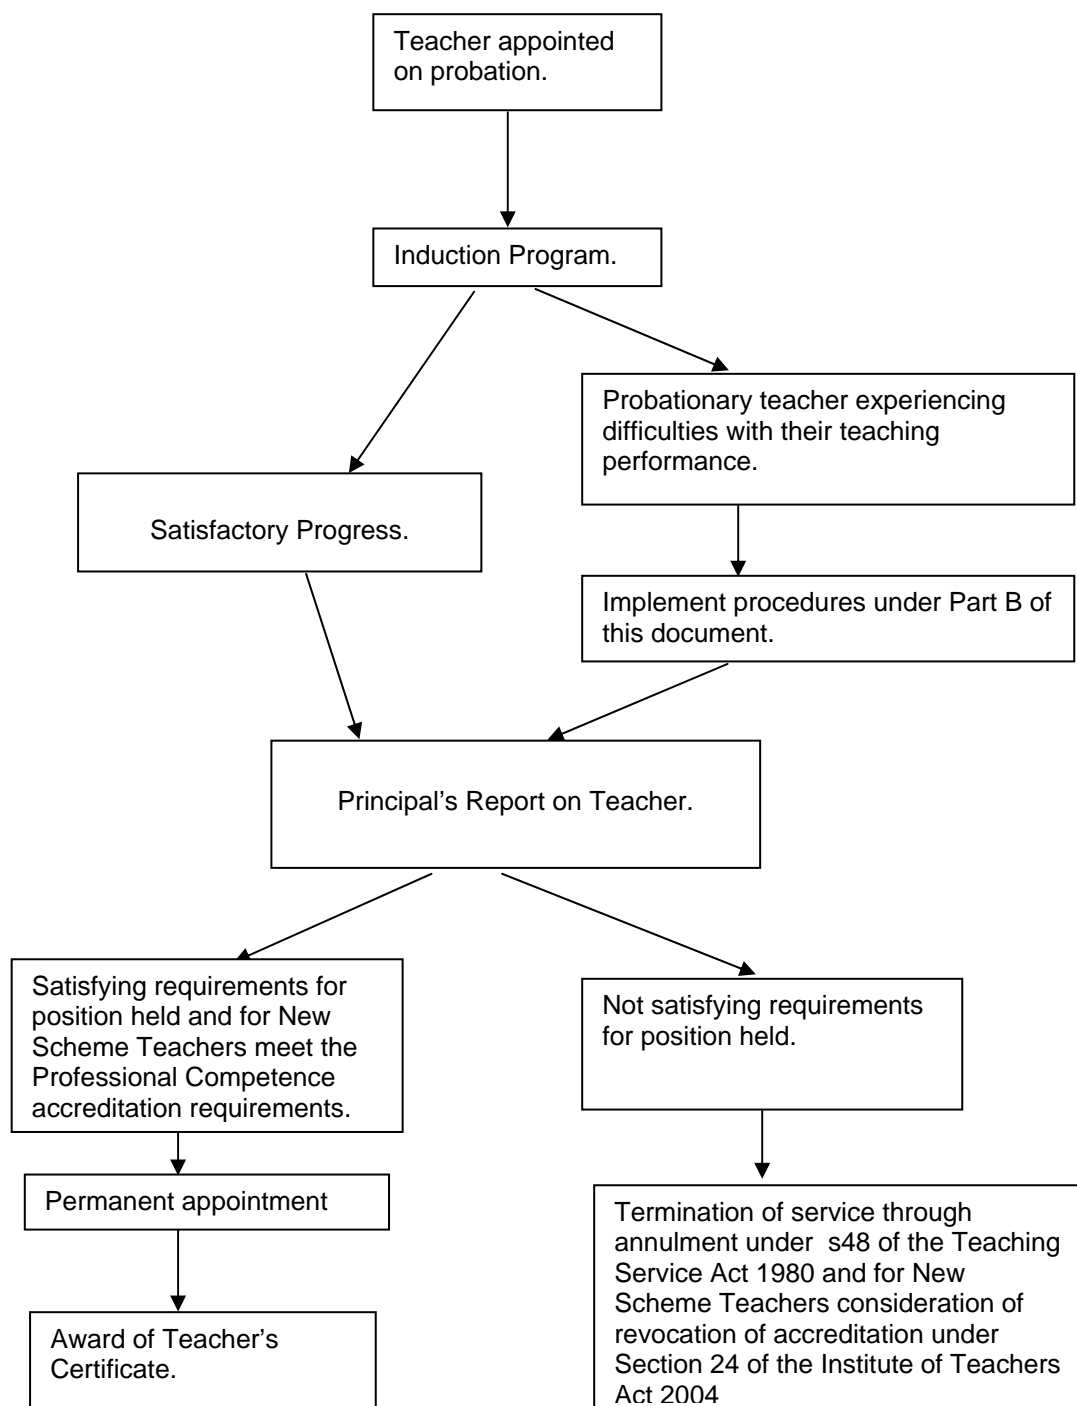 Teacher appointed
on probation.
Induction Program.
Probationary teacher experiencing
difficulties with their teaching
performance.
Satisfactory Progress.
Implement procedures under Part B of
this document.
Principal's Report on Teacher.
Satisfying requirements for
position held and for New
Scheme Teachers meet the
Professional Competence
accreditation requirements.
Not satisfying requirements
for position held.
Permanent appointment
Termination of service through
annulment under  s48 of the Teaching
Service Act 1980 and for New
Scheme Teachers consideration of
revocation of accreditation under
Section 24 of the Institute of Teachers
Act 2004
Award of Teacher's
Certificate.